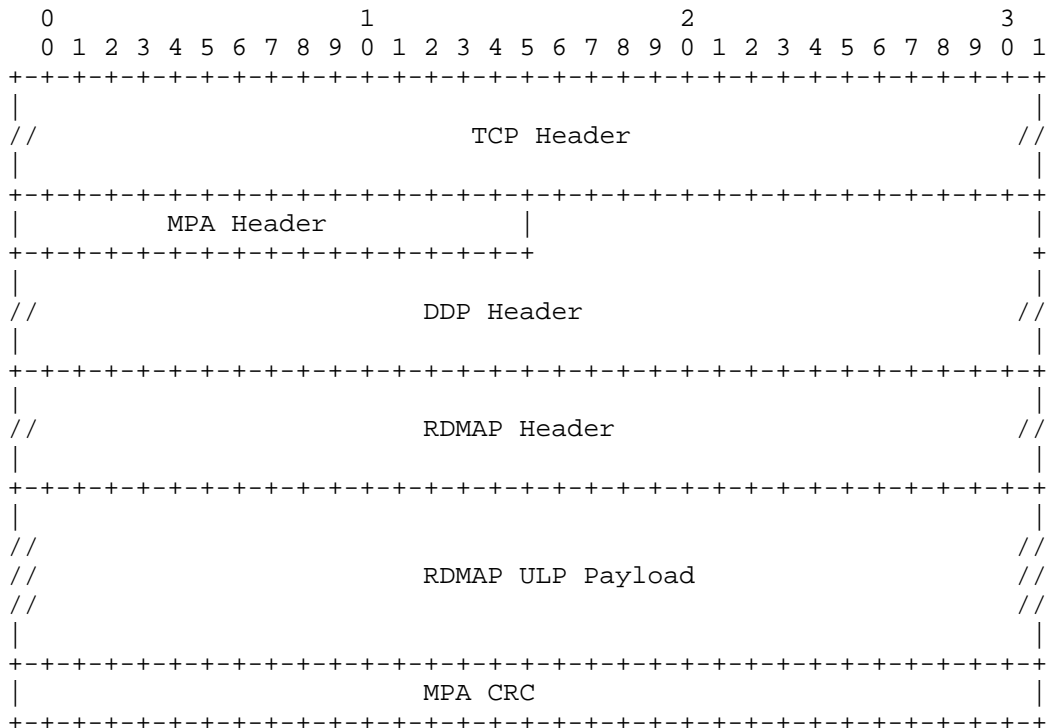 0                   1                   2                   3
0 1 2 3 4 5 6 7 8 9 0 1 2 3 4 5 6 7 8 9 0 1 2 3 4 5 6 7 8 9 0 1
+-+-+-+-+-+-+-+-+-+-+-+-+-+-+-+-+-+-+-+-+-+-+-+-+-+-+-+-+-+-+-+-+
|                                                               |
//                           TCP Header                        //
|                                                               |
+-+-+-+-+-+-+-+-+-+-+-+-+-+-+-+-+-+-+-+-+-+-+-+-+-+-+-+-+-+-+-+-+
|         MPA Header            |                               |
+-+-+-+-+-+-+-+-+-+-+-+-+-+-+-+-+                               +
|                                                               |
//                        DDP Header                           //
|                                                               |
+-+-+-+-+-+-+-+-+-+-+-+-+-+-+-+-+-+-+-+-+-+-+-+-+-+-+-+-+-+-+-+-+
|                                                               |
//                        RDMAP Header                         //
|                                                               |
+-+-+-+-+-+-+-+-+-+-+-+-+-+-+-+-+-+-+-+-+-+-+-+-+-+-+-+-+-+-+-+-+
|                                                               |
//                                                             //
//                        RDMAP ULP Payload                    //
//                                                             //
|                                                               |
+-+-+-+-+-+-+-+-+-+-+-+-+-+-+-+-+-+-+-+-+-+-+-+-+-+-+-+-+-+-+-+-+
|                         MPA CRC                               |
+-+-+-+-+-+-+-+-+-+-+-+-+-+-+-+-+-+-+-+-+-+-+-+-+-+-+-+-+-+-+-+-+